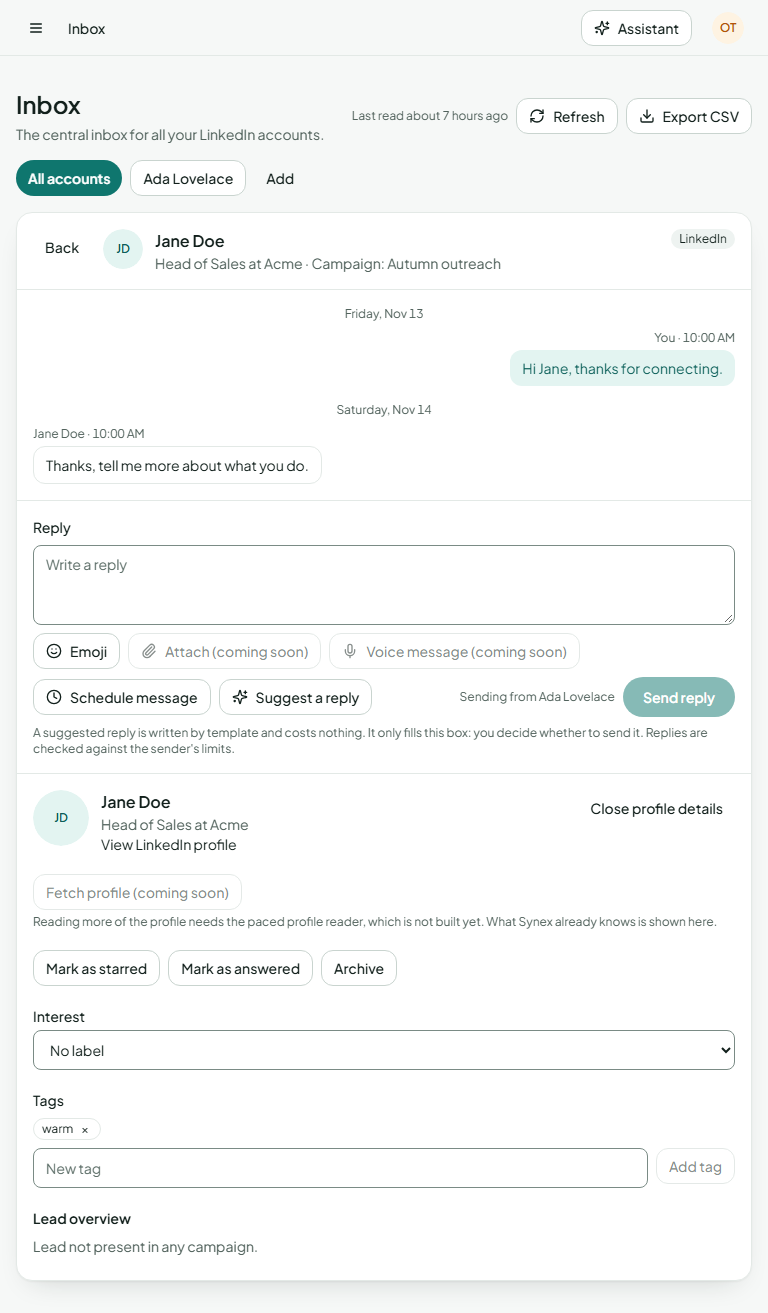 Inbox
Assistant
OT
Inbox
The central inbox for all your LinkedIn accounts.
Last read about 7 hours ago
Refresh
Export CSV
All accounts
Ada Lovelace
Add
Back
JD
Jane Doe
Head of Sales at Acme · Campaign: Autumn outreach
LinkedIn
Friday, Nov 13
You · 10:00 AM
Hi Jane, thanks for connecting.
Saturday, Nov 14
Jane Doe · 10:00 AM
Thanks, tell me more about what you do.
Reply
Write a reply
Emoji
Attach (coming soon)
Voice message (coming soon)
Schedule message
Suggest a reply
Sending from Ada Lovelace
Send reply
A suggested reply is written by template and costs nothing. It only fills this box: you decide whether to send it. Replies are
checked against the sender's limits.
JD
Jane Doe
Head of Sales at Acme
View LinkedIn profile
Close profile details
Fetch profile (coming soon)
Reading more of the profile needs the paced profile reader, which is not built yet. What Synex already knows is shown here.
Mark as starred
Mark as answered
Archive
Interest
No label
Tags
warm ×
New tag
Add tag
Lead overview
Lead not present in any campaign.